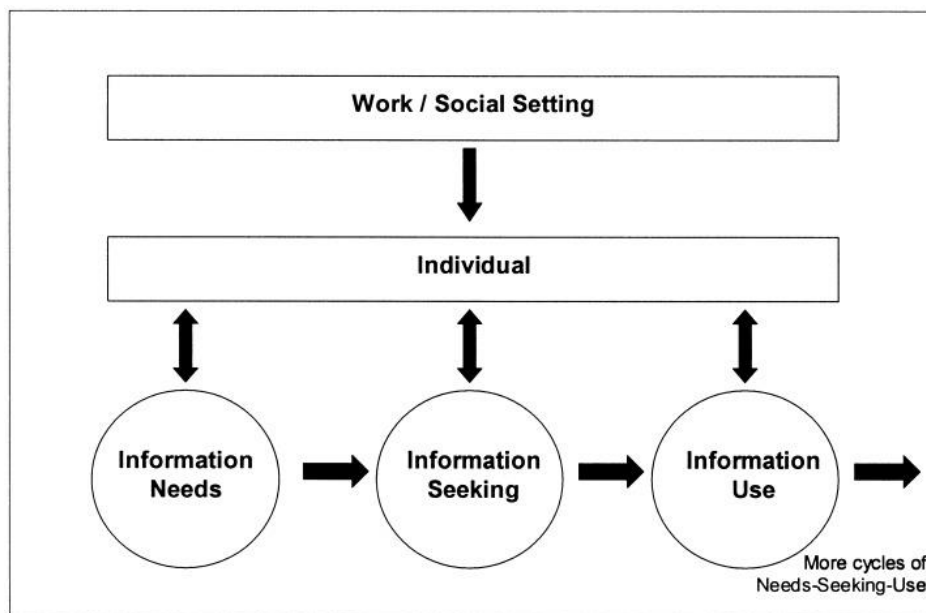 Work / Social Setting
Individual
Information
Needs
Information
Seeking
Information
Use
More cycles of
Needs-Seeking-Use